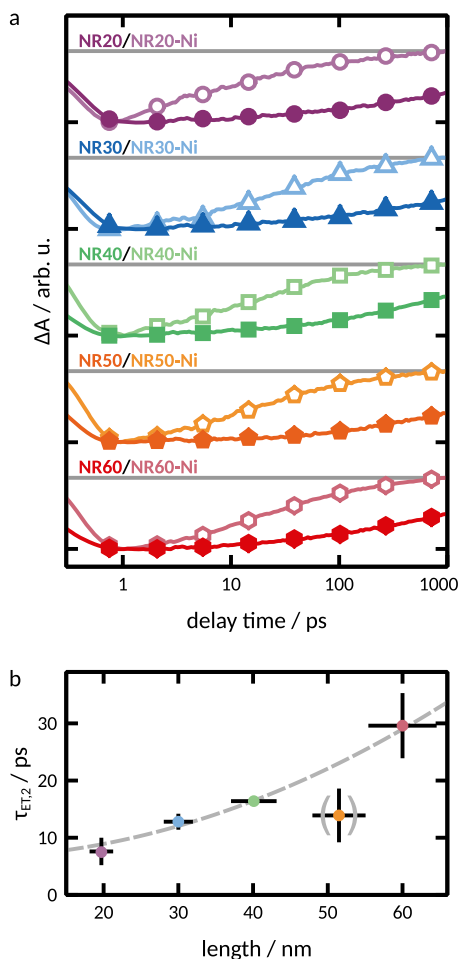 a
NR20/NR20-Ni
NR30/NR30-Ni
NR40/NR40-Ni
NR50/NR50-Ni
NR60/NR60-Ni
ΔA / arb. u.
1 10 100 1000
delay time / ps
b
30
20
10
0
τET,2 / ps
20 30 40 50 60
length / nm